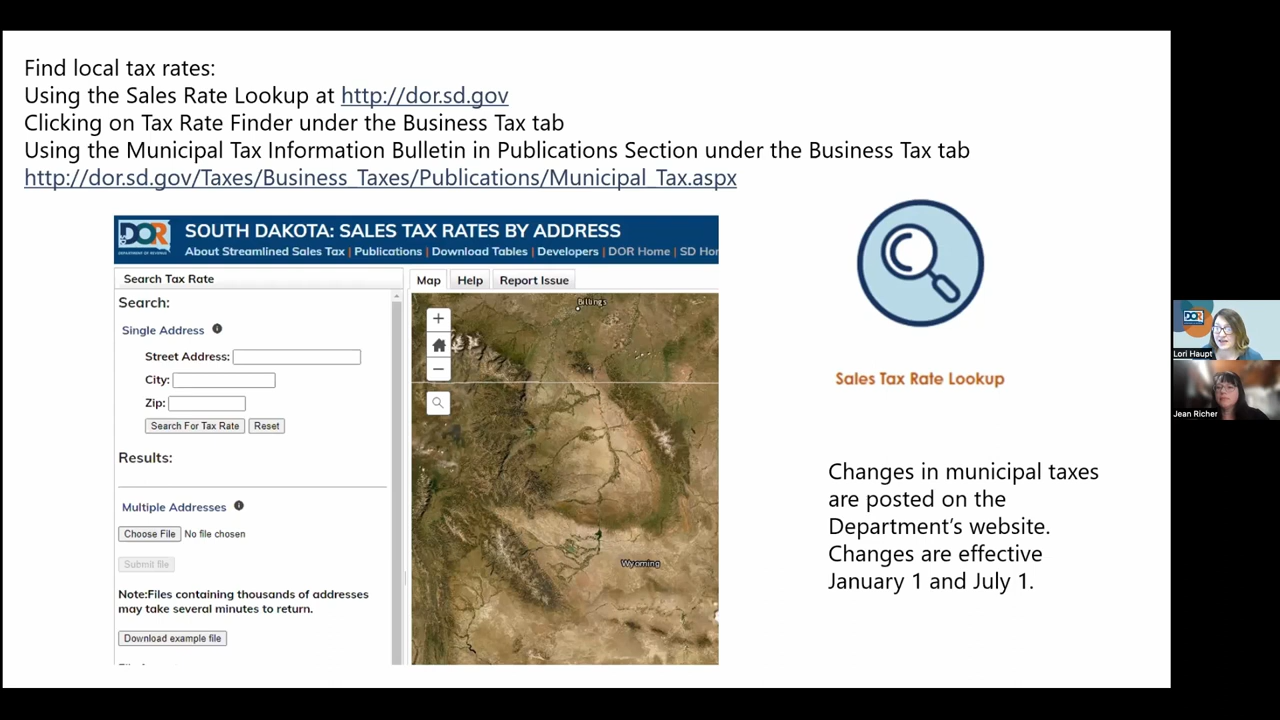 Find local tax rates:
Using the Sales Rate Lookup at http://dor.sd.gov
Clicking on Tax Rate Finder under the Business Tax tab
Using the Municipal Tax Information Bulletin in Publications Section under the Business Tax tab
http://dor.sd.gov/Taxes/Business_Taxes/Publications/Municipal_Tax.aspx
DOR
SOUTH DAKOTA: SALES TAX RATES BY ADDRESS
About Streamlined Sales Tax | Publications | Download Tables | Developers | DOR Home | SD Hor
Search Tax Rate
Map Help Report Issue
Search:
Single Address
Street Address:
City:
Zip:
Search For Tax Rate Reset
Results:
Multiple Addresses
Choose File No file chosen
Submit file
Note:Files containing thousands of addresses
may take several minutes to return.
Download example file
Billings
Wyoming
Sales Tax Rate Lookup
Changes in municipal taxes
are posted on the
Department’s website.
Changes are effective
January 1 and July 1.
DOR
Lori Haupt
Jean Richer